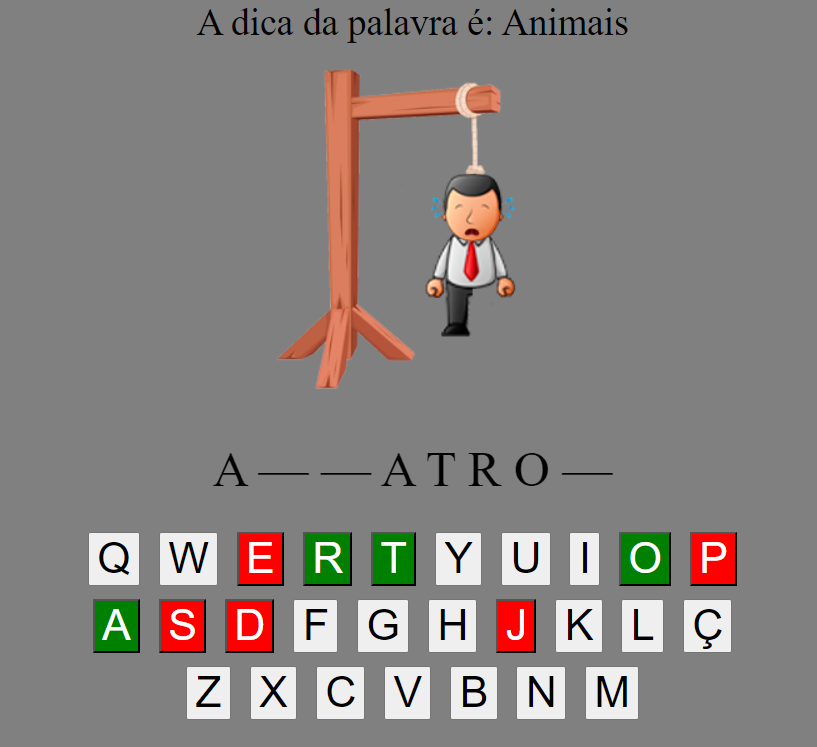 A dica da palavra é: Animais
A — — A T R O —
Q W E R T Y U I O P
A S D F G H J K L Ç
Z X C V B N M